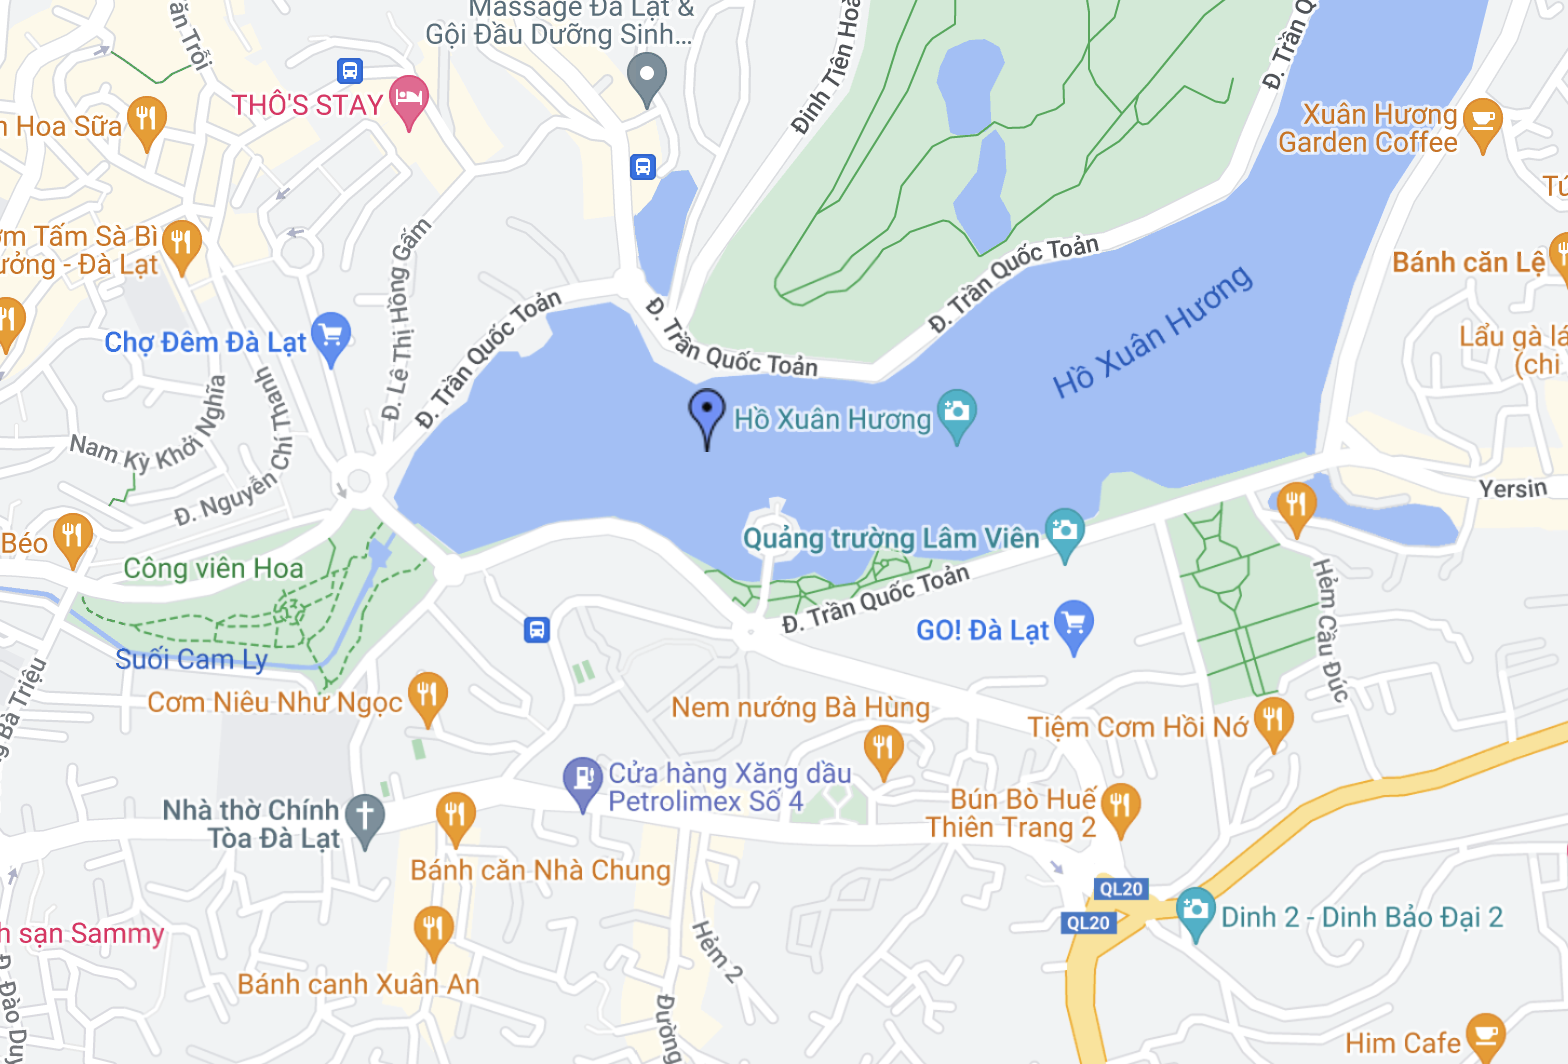 Massage Đà Lạt &
Gội Đầu Dưỡng Sinh...
THÔ'S STAY
Hoa Sữa
Đinh Tiên Hoà
Đ. Trần Q
Xuân Hương
Garden Coffee
Tấm Sà Bì
- Đà Lạt
Đ. Lê Thị Hồng Gấm
Đ. Trần Quốc Toản
Đ. Trần Quốc Toản
Đ. Trần Quốc Toản
Hồ Xuân Hương
Bánh căn Lệ
Lẩu gà lá
(chi
Chợ Đêm Đà Lạt
Hồ Xuân Hương
Nam Kỳ Khởi Nghĩa
Đ. Nguyễn Chí Thanh
Yersin
Béo
Quảng trường Lâm Viên
Công viên Hoa
Đ. Trần Quốc Toản
Hẻm Cầu Đúc
GO! Đà Lạt
Suối Cam Ly
Bà Triệu
Cơm Niêu Như Ngọc
Nem nướng Bà Hùng
Tiệm Cơm Hồi Nớ
Cửa hàng Xăng dầu
Petrolimex Số 4
Nhà thờ Chính
Tòa Đà Lạt
Bún Bò Huế
Thiên Trang 2
Bánh căn Nhà Chung
QL20
QL20
Dinh 2 - Dinh Bảo Đại 2
sạn Sammy
Hẻm 2
Bánh canh Xuân An
Đ. Đào Duy
Đường
Him Cafe